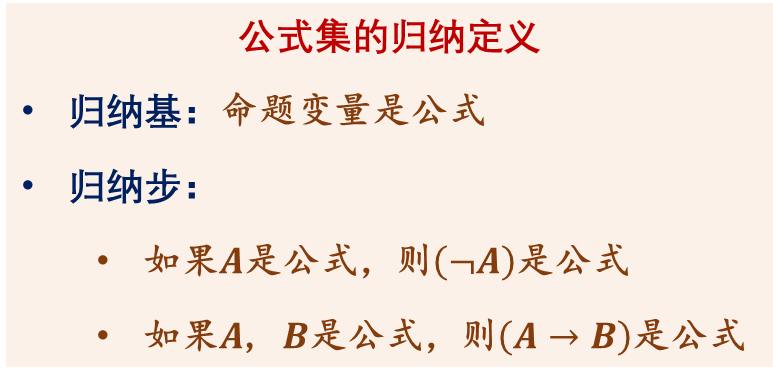 公式集的归纳定义
• 归纳基：命题变量是公式
• 归纳步：
• 如果A是公式，则(¬A)是公式
• 如果A，B是公式，则(A → B)是公式